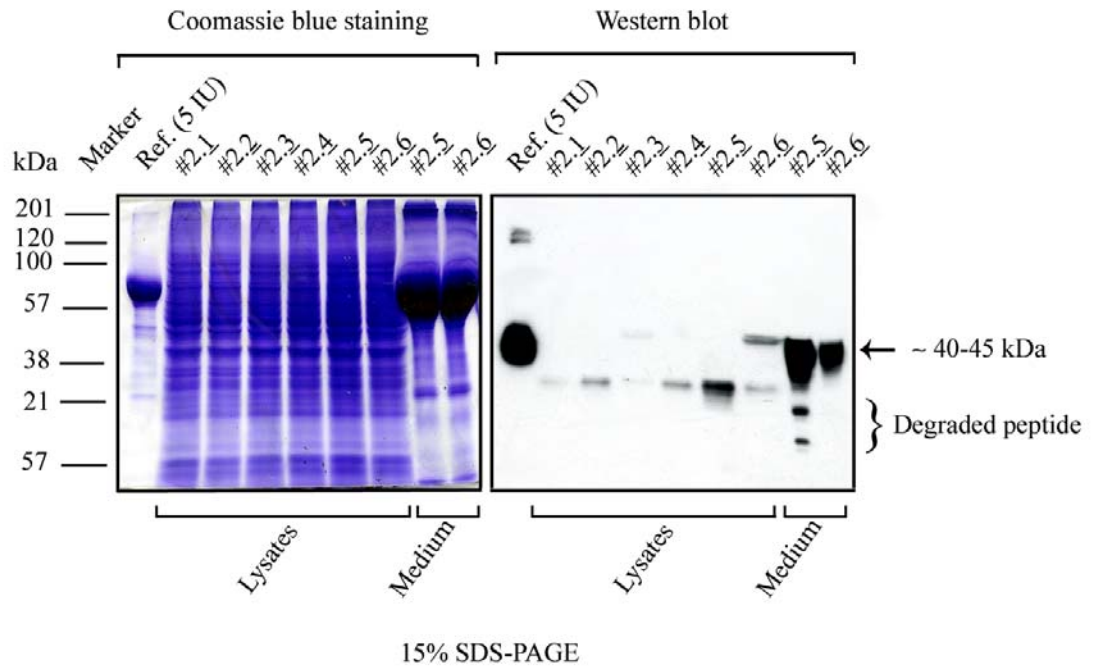 Coomassie blue staining
Western blot
kDa
Marker
Ref. (5 IU)
#2.1
#2.2
#2.3
#2.4
#2.5
#2.6
#2.5
#2.6
Ref. (5 IU)
#2.1
#2.2
#2.3
#2.4
#2.5
#2.6
#2.5
#2.6
201
120
100
57
38
21
57
~ 40-45 kDa
Degraded peptide
Lysates
Medium
Lysates
Medium
15% SDS-PAGE